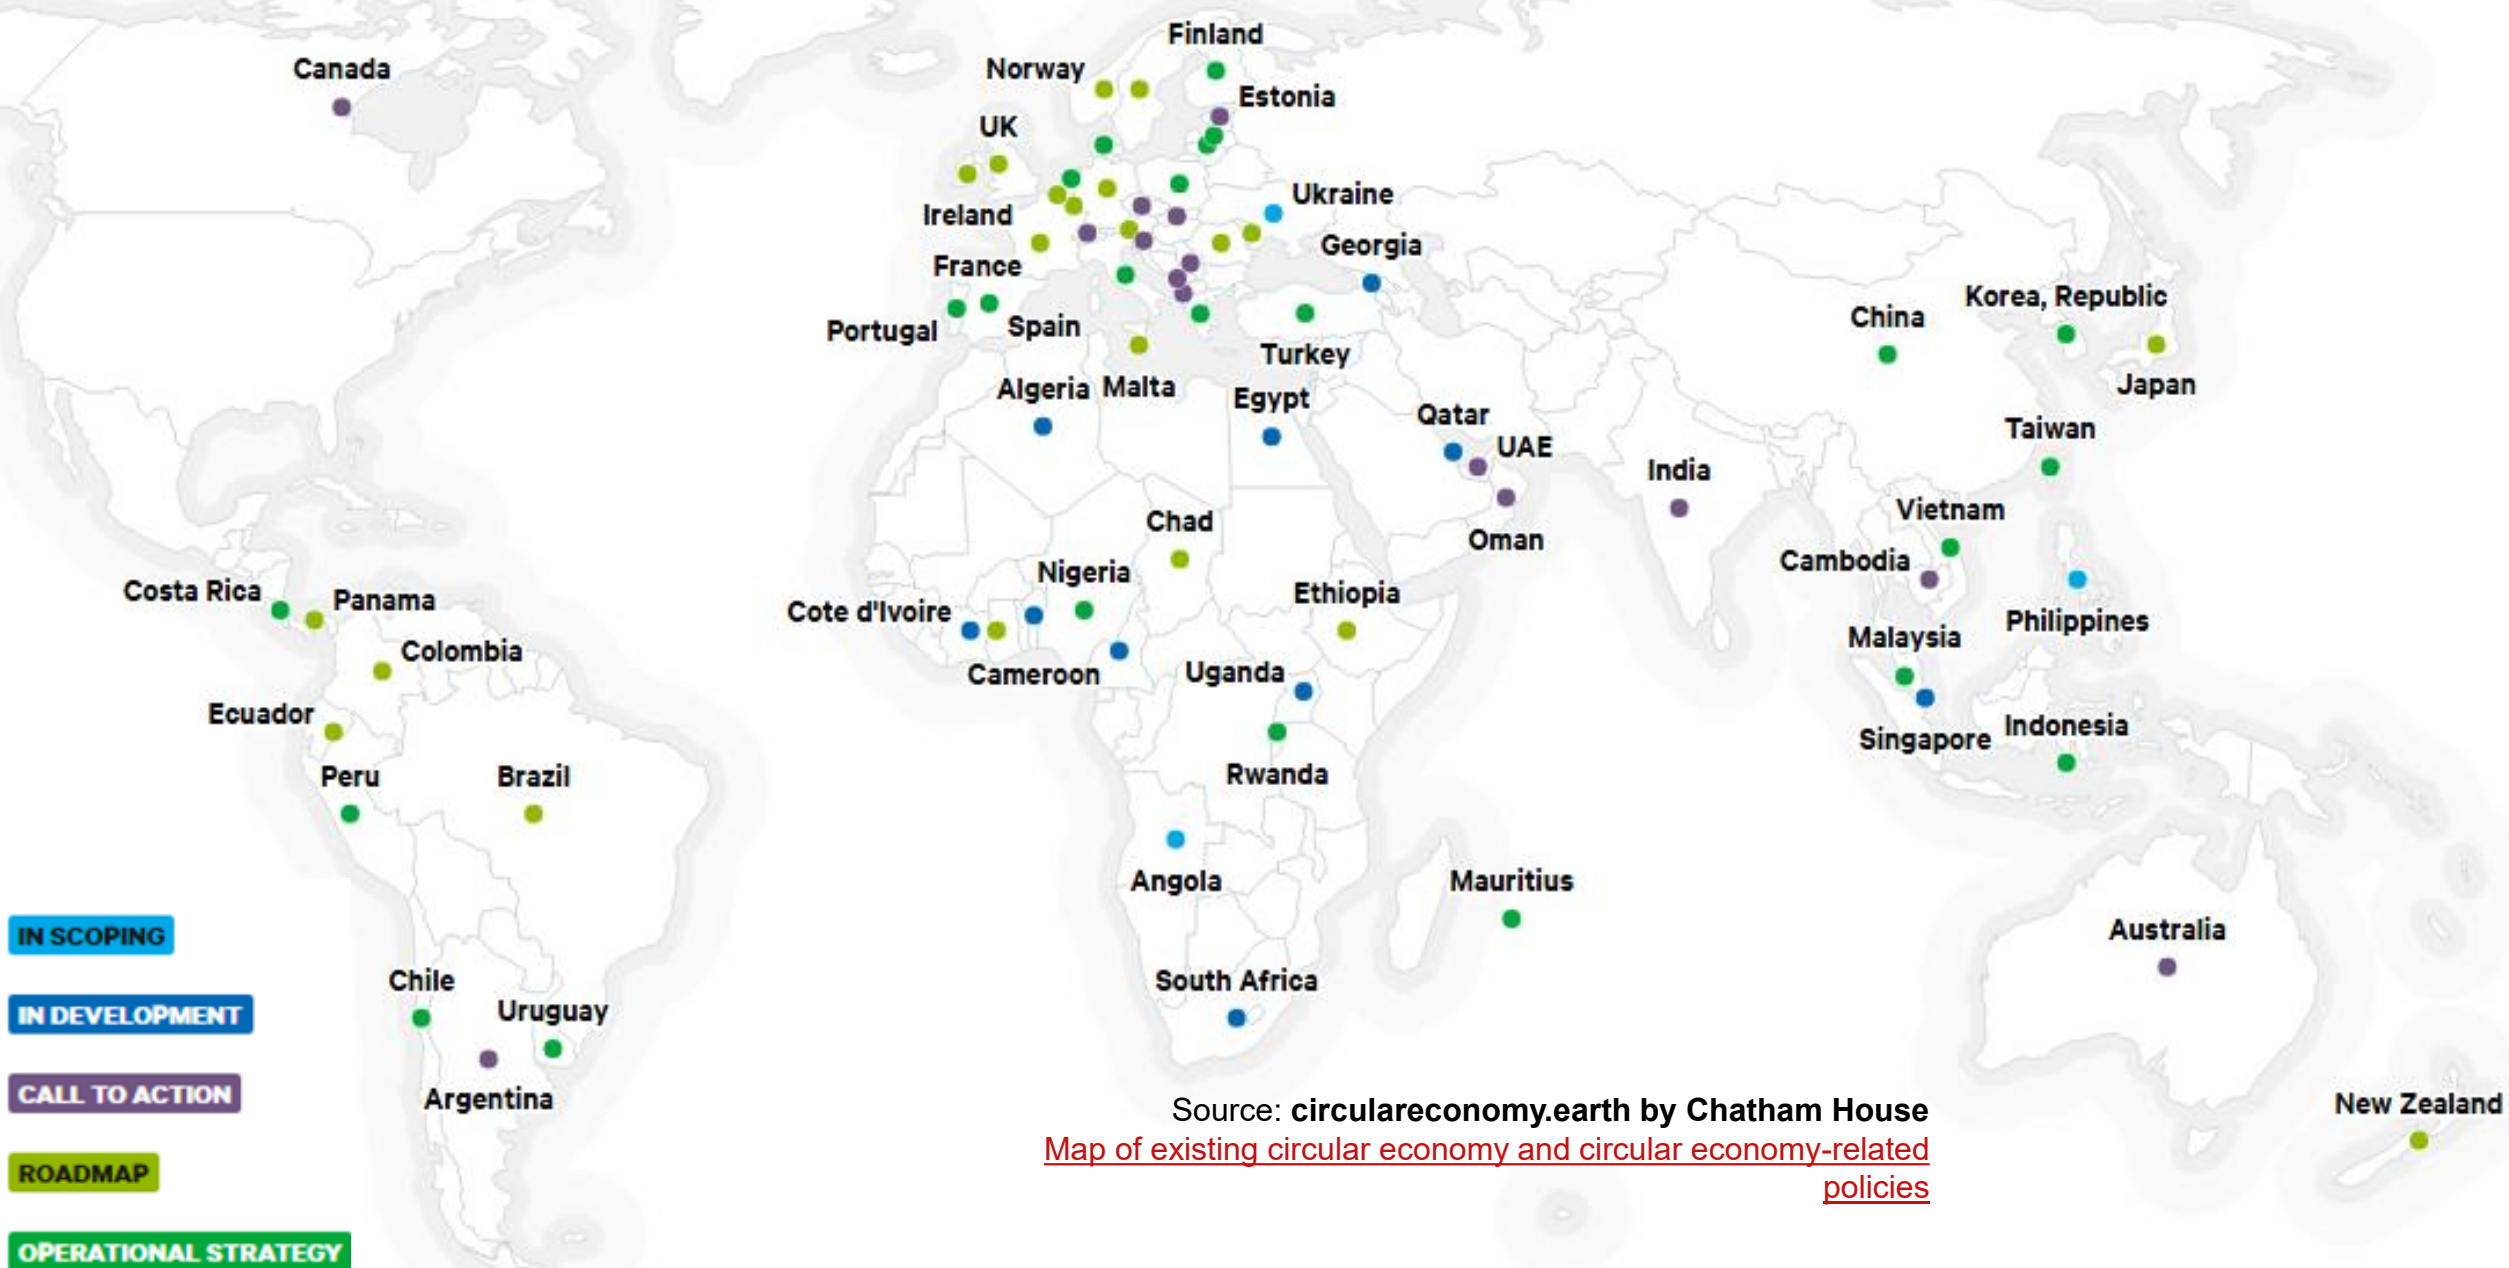 Finland
Canada
Norway
Estonia
UK
Ukraine
Ireland
Georgia
France
Korea, Republic
China
Portugal
Spain
Turkey
Japan
Algeria
Malta
Egypt
Qatar
Taiwan
UAE
India
Vietnam
Chad
Oman
Cambodia
Nigeria
Ethiopia
Costa Rica
Panama
Cote d'Ivoire
Philippines
Malaysia
Colombia
Cameroon
Uganda
Ecuador
Indonesia
Singapore
Peru
Brazil
Rwanda
Angola
Mauritius
Australia
IN SCOPING
Chile
South Africa
Uruguay
IN DEVELOPMENT
CALL TO ACTION
Argentina
New Zealand
Source: circulareconomy.earth by Chatham House
Map of existing circular economy and circular economy-related
policies
ROADMAP
OPERATIONAL STRATEGY